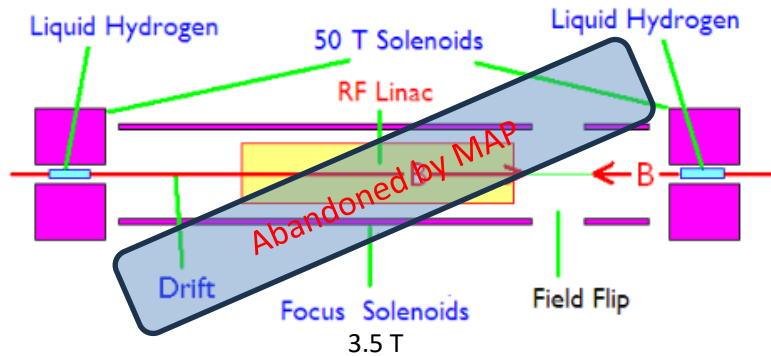 Liquid Hydrogen
Liquid Hydrogen
50 T Solenoids
RF Linac
Abandoned by MAP
B
Drift
Focus Solenoids
Field Flip
3.5 T